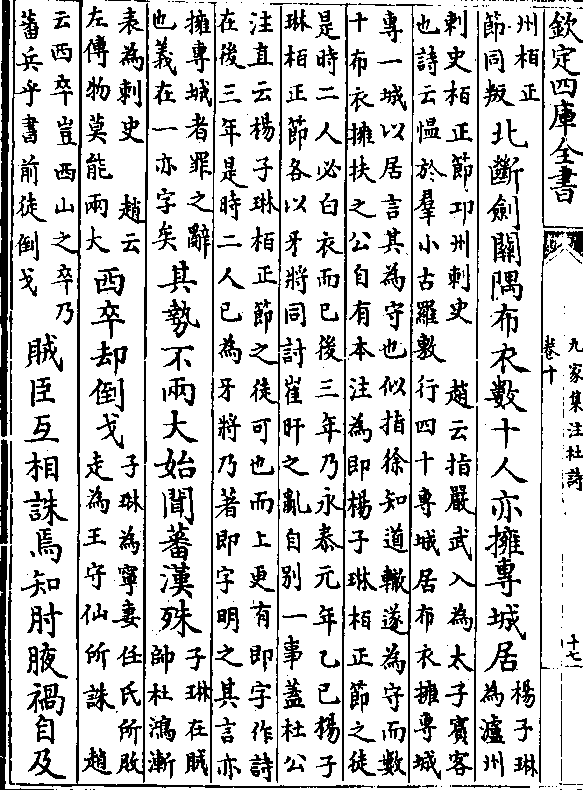 欽定四庫全書
九家集注杜詩
卷十
十七
州柏正
節同叛
北斷劍閣隅布衣數十人亦擁專城居
楊子琳
為瀘州
刺史柏正節邛州刺史　趙云指嚴武入為太子賓客
也詩云愠於羣小古羅敷行四十專城居布衣擁專城
專一城以居言其為守也似指徐知道輙遂為守而數
十布衣擁扶之公自有本注為即楊子琳柏正節之徒
是時二人必白衣而已後三年乃永泰元年乙巳楊子
琳柏正節各以牙將同討崔旰之亂自别一事蓋杜公
注直云楊子琳柏正節之徒可也而上更有即字作詩
在後三年是時二人已為牙將乃著即字明之其言亦
擁專城者罪之辭
也義在一亦字矣
其勢不兩大始聞蕃漢殊
子琳在賊
帥杜鴻漸
表為刺史　趙云
左傳物莫能兩大
西卒却倒戈
子琳為寧妻任氏所敗
走為王守仙所誅　趙
云西卒豈西山之卒乃
蕃兵乎書前徒倒戈
賊臣互相誅焉知肘腋禍自及